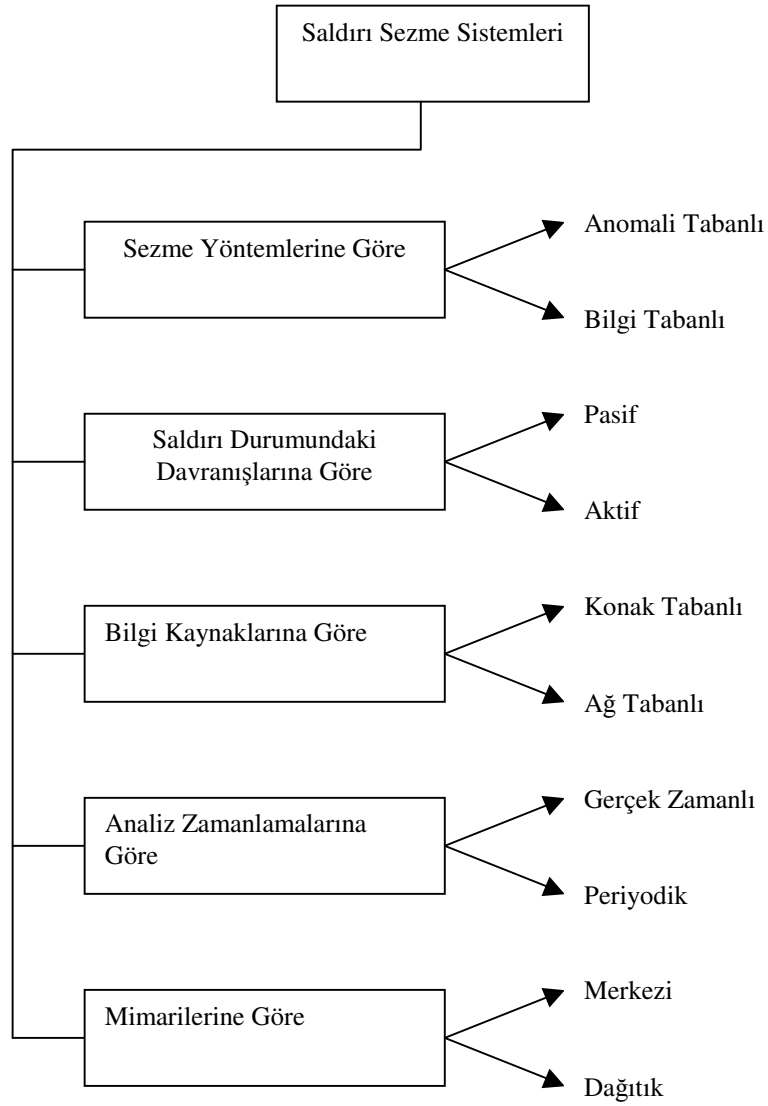 Saldırı Sezme Sistemleri
Sezme Yöntemlerine Göre
Anomali Tabanlı
Bilgi Tabanlı
Saldırı Durumundaki
Davranışlarına Göre
Pasif
Aktif
Bilgi Kaynaklarına Göre
Konak Tabanlı
Ağ Tabanlı
Analiz Zamanlamalarına
Göre
Gerçek Zamanlı
Periyodik
Mimarilerine Göre
Merkezi
Dağıtık